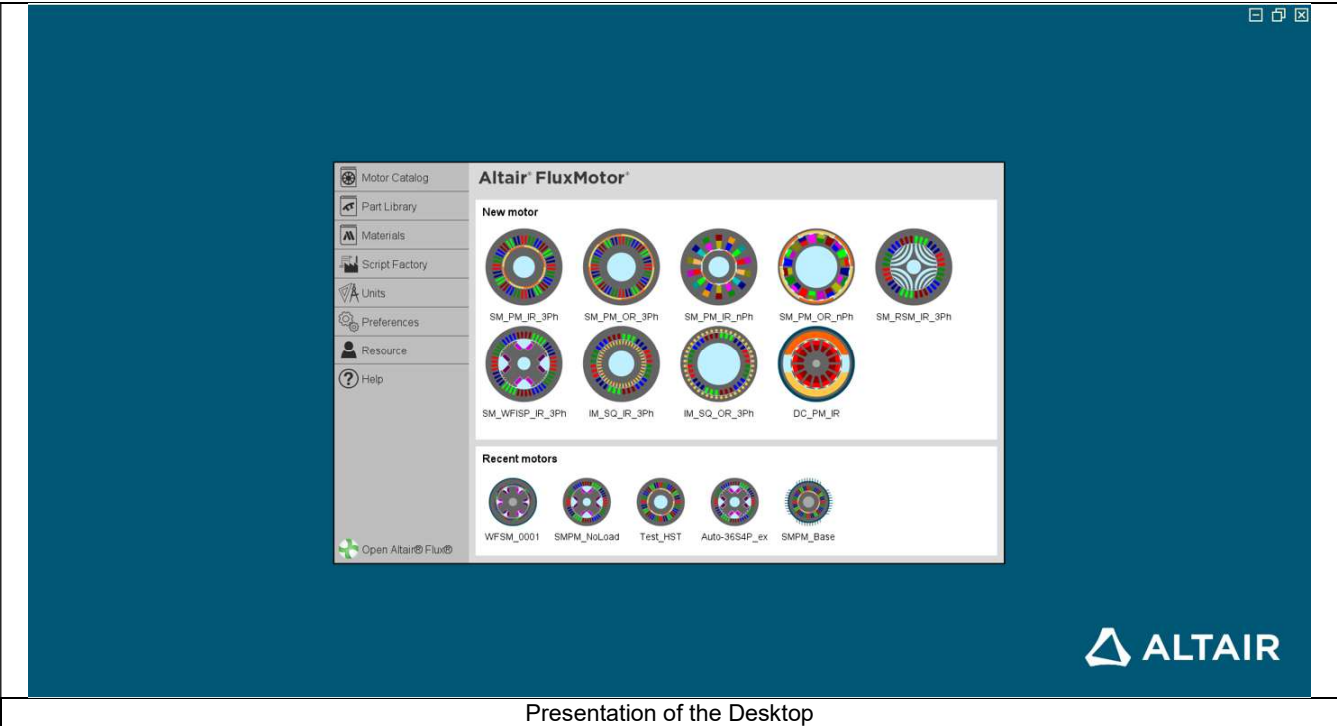 Motor Catalog
Part Library
Materials
Script Factory
Units
Preferences
Resource
Help
Open Altair® Flux®
Altair® FluxMotor®
New motor
SM_PM_IR_3Ph SM_PM_OR_3Ph SM_PM_IR_nPh SM_PM_OR_nPh SM_RSM_IR_3Ph
SM_WFISP_IR_3Ph IM_SQ_IR_3Ph IM_SQ_OR_3Ph DC_PM_IR
Recent motors
WFSM_0001 SMPM_NoLoad Test_HST Auto-36S4P_ex SMPM_Base
ALTAIR
Presentation of the Desktop